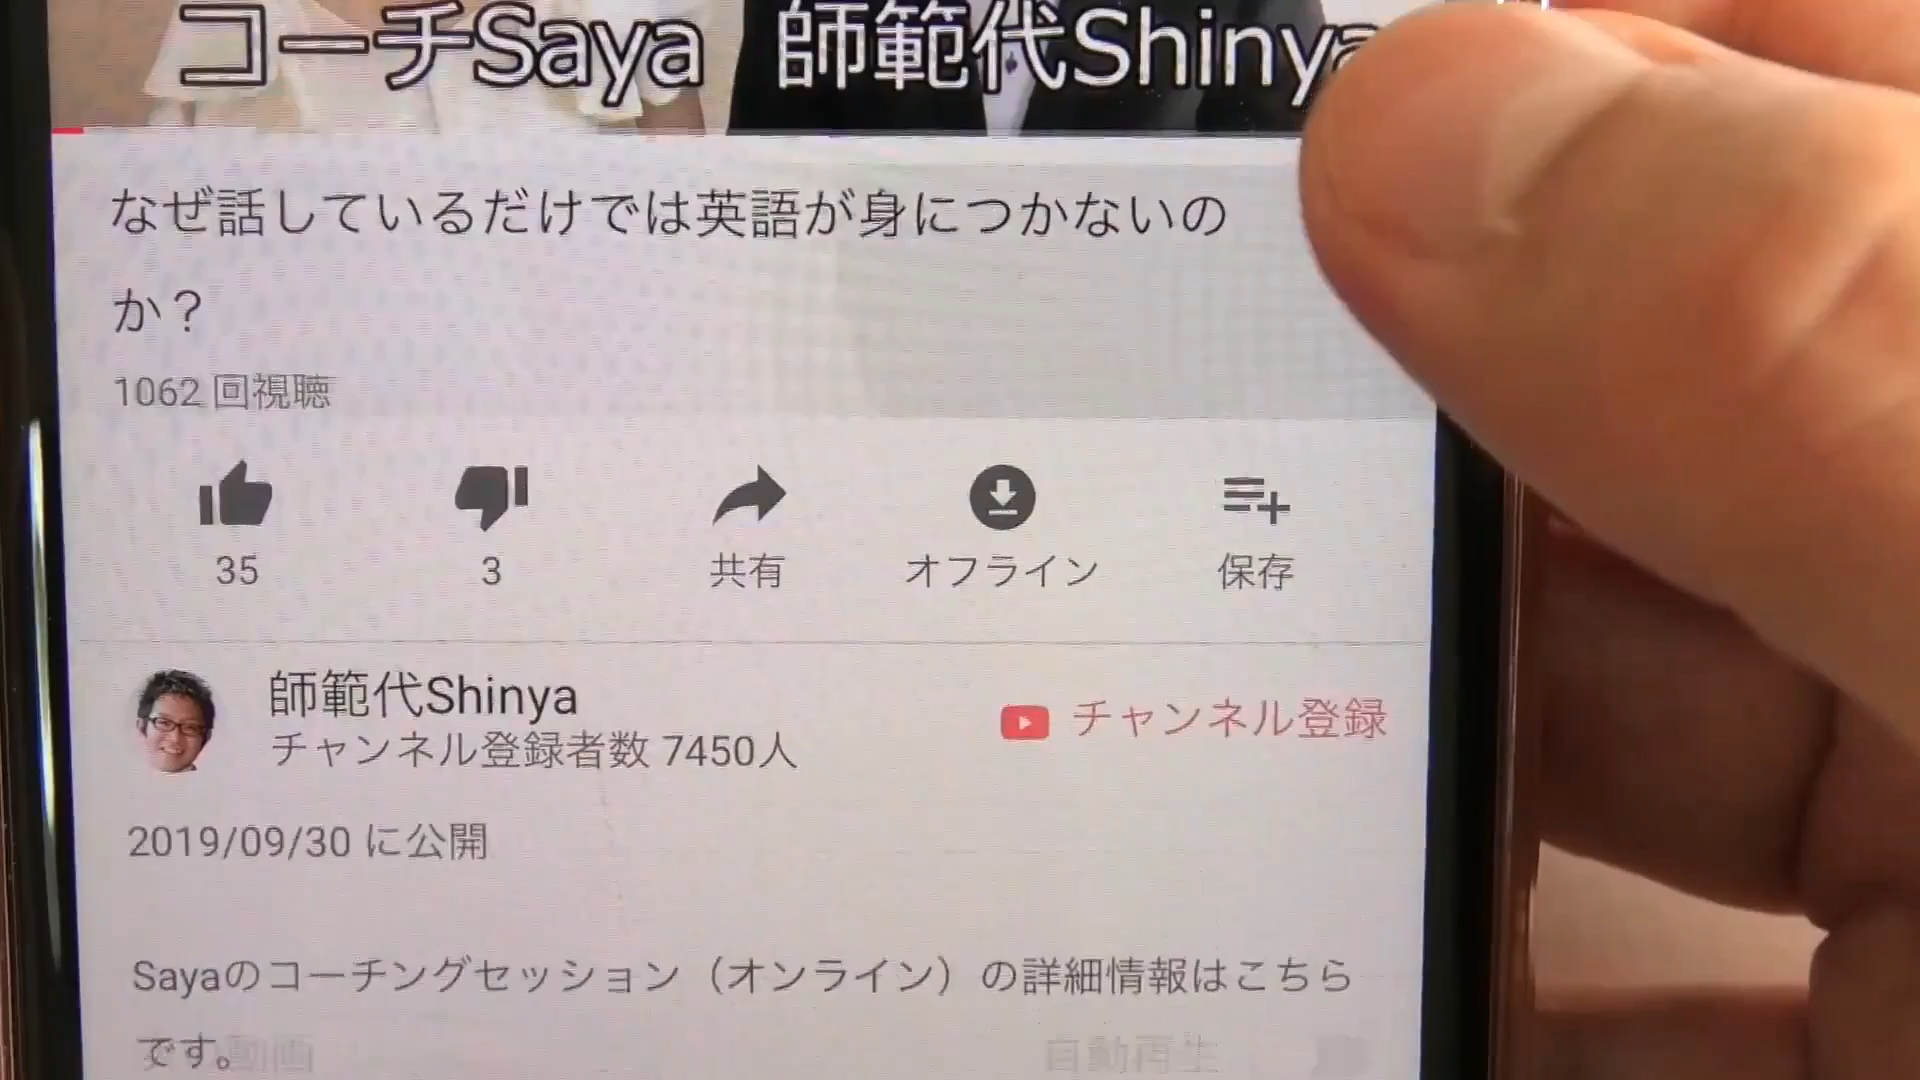 コーチSaya 師範代Shinya
なぜ話しているだけでは英語が身につかないの
か？
1062 回視聴
35
3
共有
オフライン
保存
師範代Shinya
チャンネル登録者数 7450人
チャンネル登録
2019/09/30 に公開
Sayaのコーチングセッション（オンライン）の詳細情報はこちら
です。
自動再生